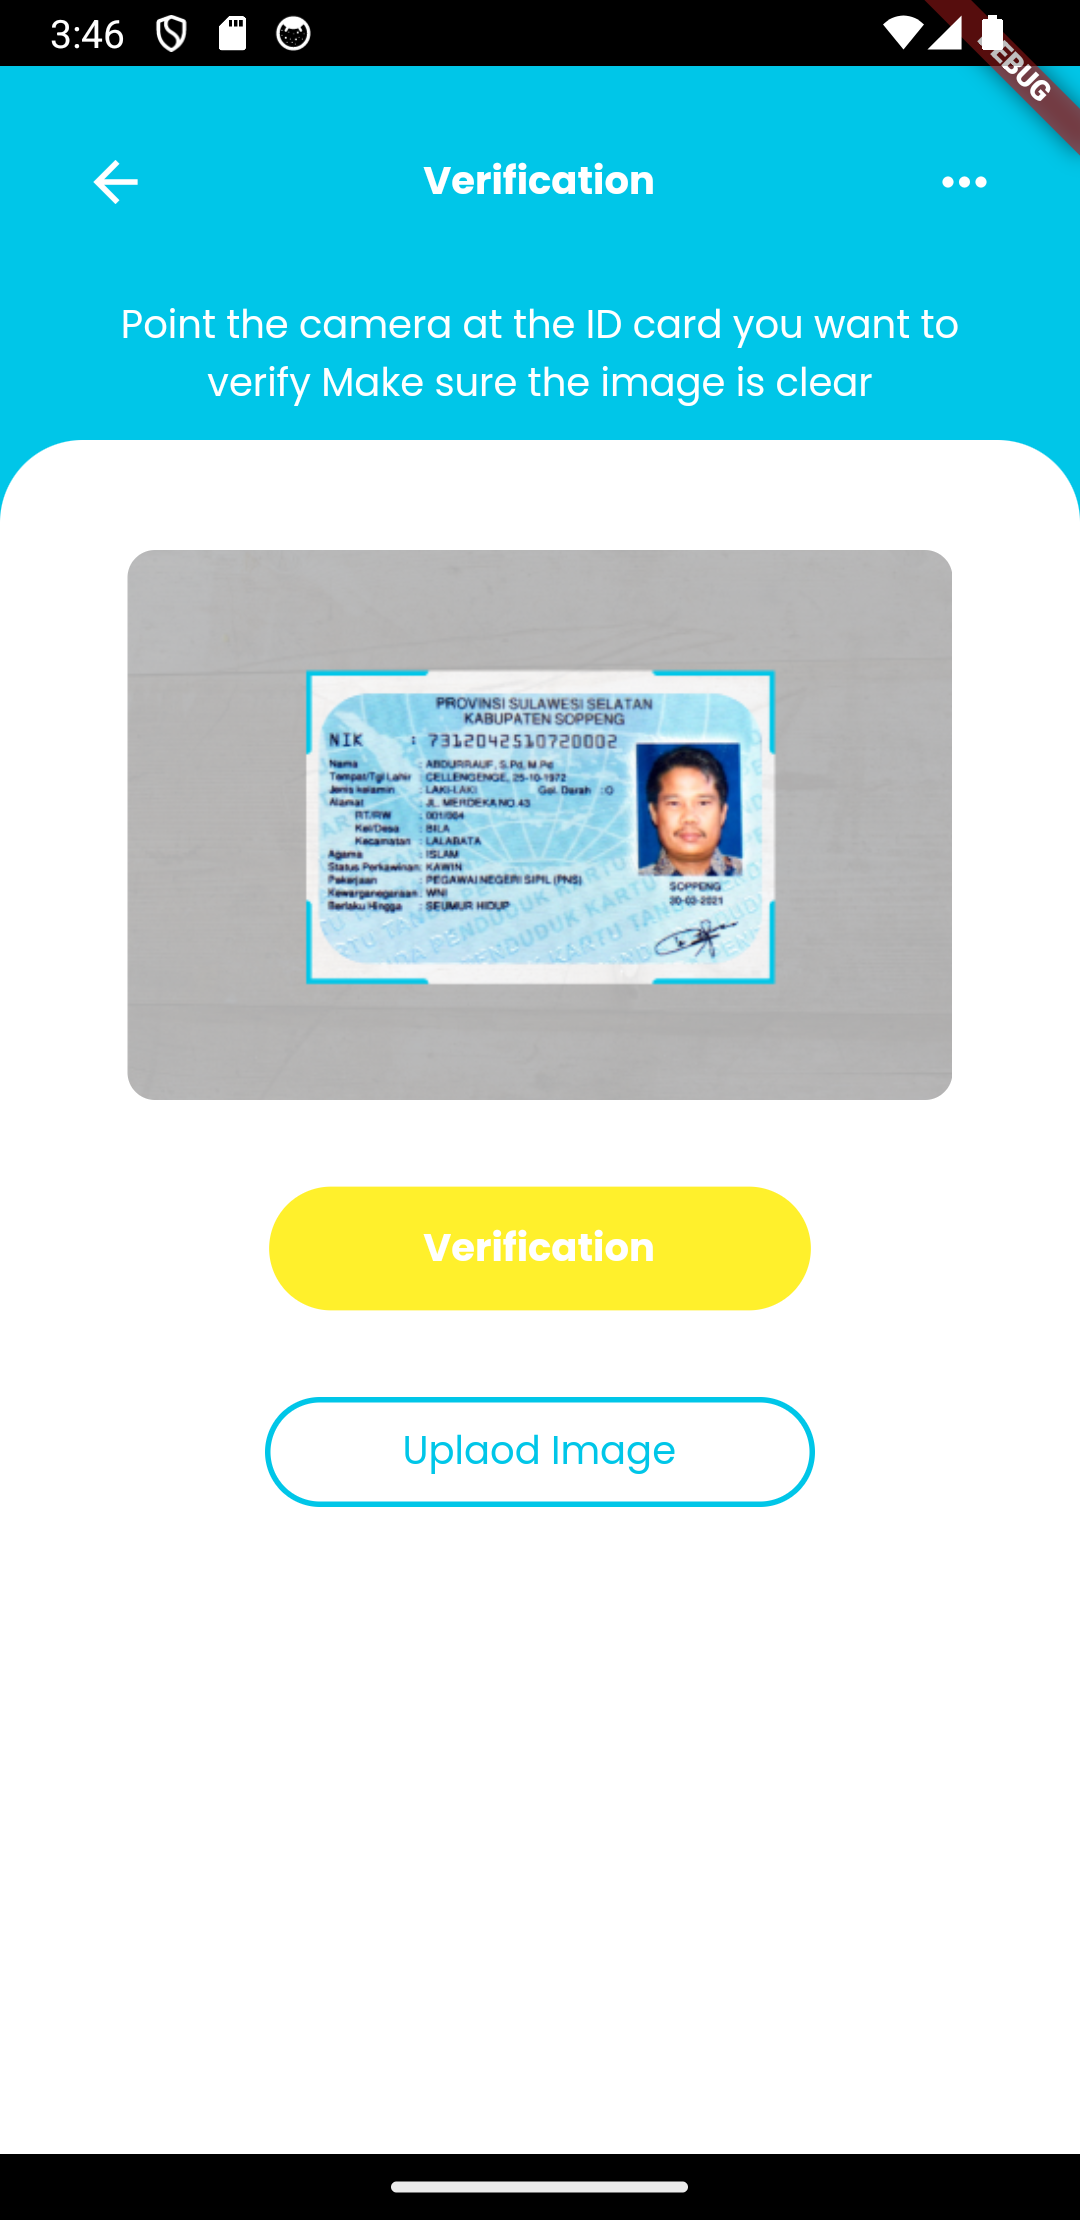 3:46
DEBUG
Verification
Point the camera at the ID card you want to
verify Make sure the image is clear
PROVINSI SULAWESI SELATAN
KABUPATEN SOPPENG
NIK : 7312042510720002
Nama : ABDURRAUF, S.Pd, M.Pd
Tempat/Tgl Lahir : CELLENGENGE, 25-10-1972
Jenis kelamin : LAKI-LAKI Gol. Darah : O
Alamat : JL. MERDEKA NO.43
RT/RW : 001/004
Kel/Desa : BILA
Kecamatan : LALABATA
Agama : ISLAM
Status Perkawinan: KAWIN
Pekerjaan : PEGAWAI NEGERI SIPIL (PNS)
Kewarganegaraan : WNI
Berlaku Hingga : SEUMUR HIDUP
SOPPENG
30-03-2021
Verification
Uplaod Image